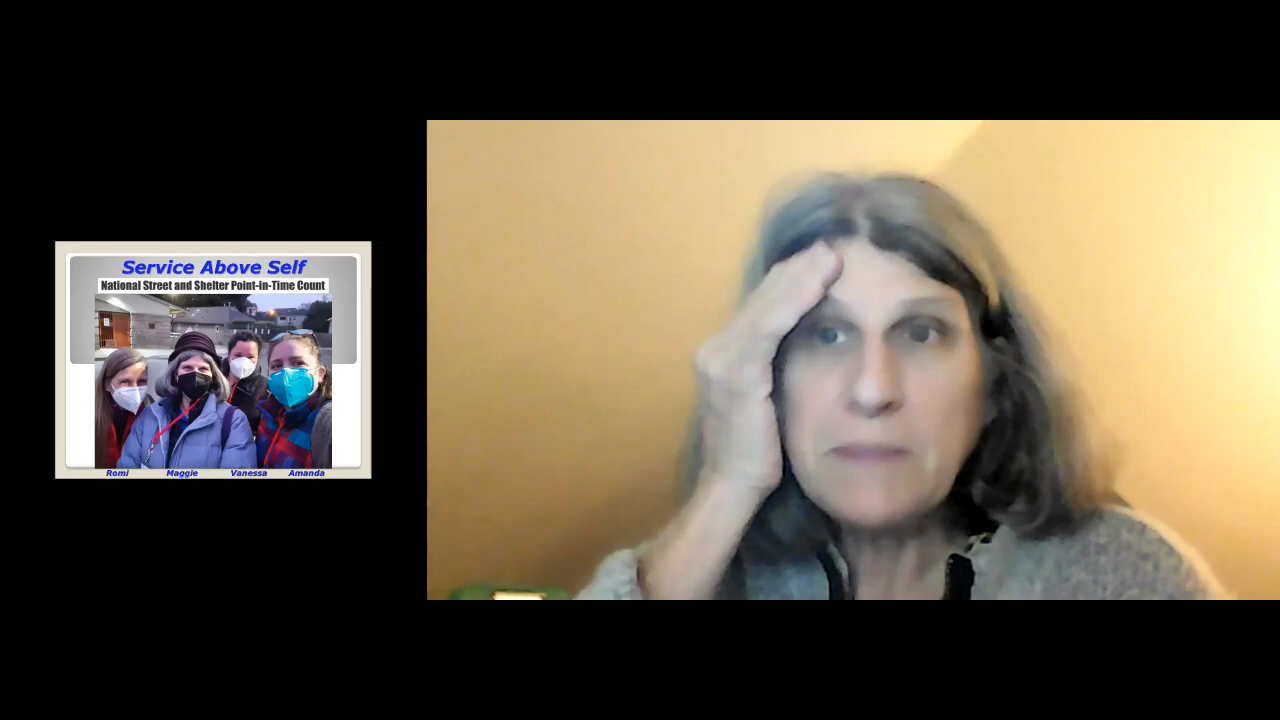 Service Above Self
National Street and Shelter Point-in-Time Count
Romi Maggie Vanessa Amanda